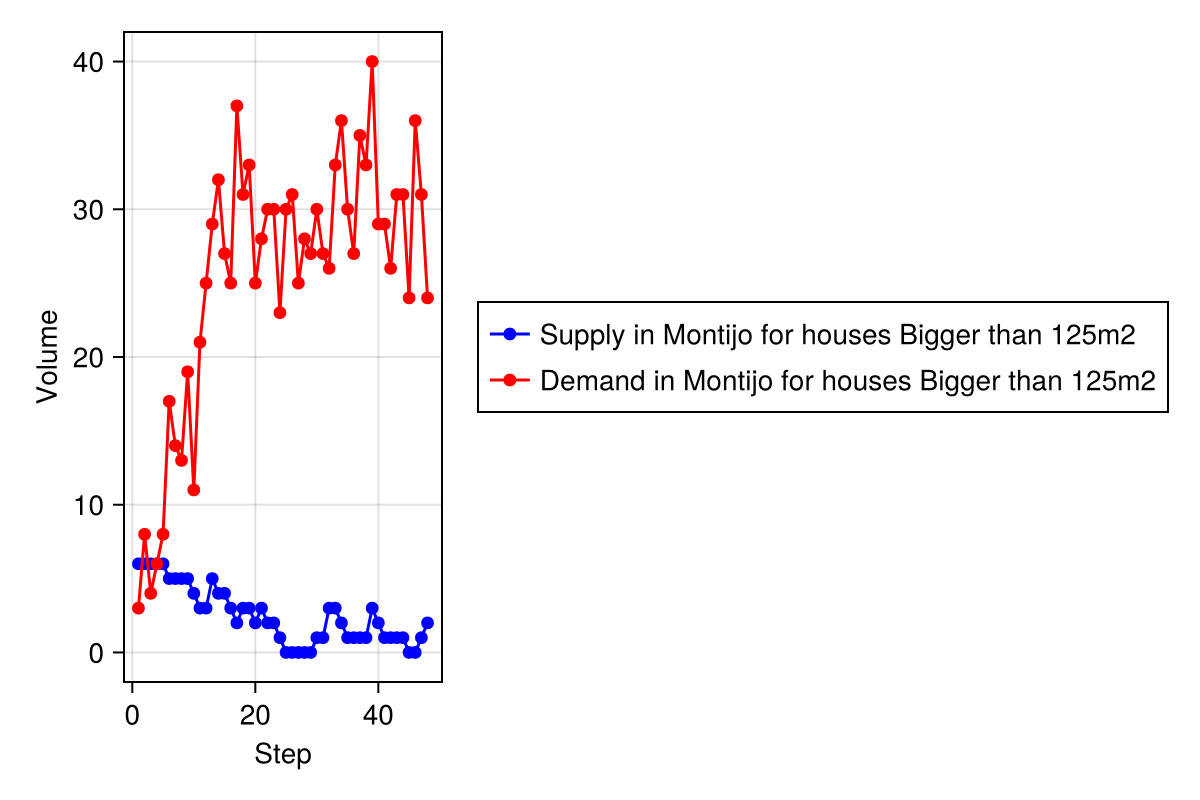 40
30
20
10
0
Volume
0 20 40
Step
Supply in Montijo for houses Bigger than 125m2
Demand in Montijo for houses Bigger than 125m2